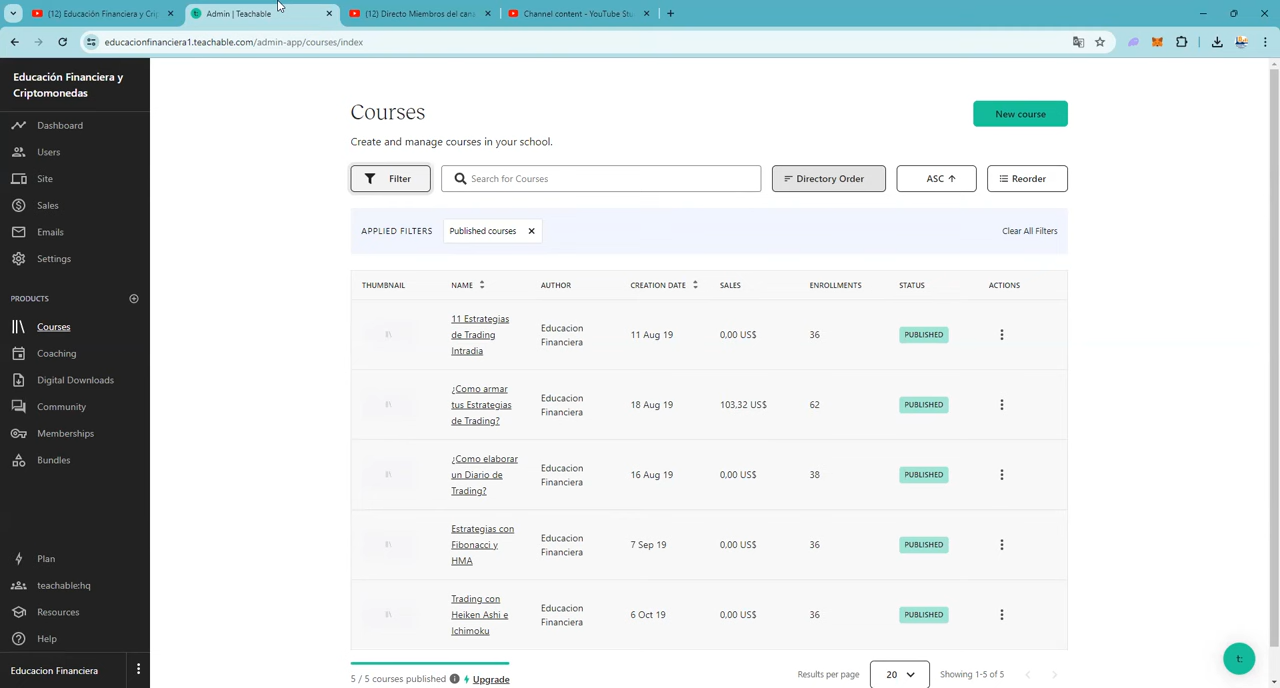 (12) Educación Financiera y Cri
Admin | Teachable
(12) Directo Miembros del cana
Channel content - YouTube Stu
educacionfinanciera1.teachable.com/admin-app/courses/index
Educación Financiera y
Criptomonedas
Dashboard
Users
Site
Sales
Emails
Settings
PRODUCTS
Courses
Coaching
Digital Downloads
Community
Memberships
Bundles
Plan
teachable:hq
Resources
Help
Educacion Financiera
Courses
New course
Create and manage courses in your school.
Filter
Search for Courses
Directory Order
ASC
Reorder
APPLIED FILTERS
Published courses
Clear All Filters
THUMBNAIL NAME AUTHOR CREATION DATE SALES ENROLLMENTS STATUS ACTIONS
11 Estrategias
de Trading
Intradia
Educacion
Financiera
11 Aug 19 0,00 US$ 36 PUBLISHED
¿Como armar
tus Estrategias
de Trading?
Educacion
Financiera
18 Aug 19 103,32 US$ 62 PUBLISHED
¿Como elaborar
un Diario de
Trading?
Educacion
Financiera
16 Aug 19 0,00 US$ 38 PUBLISHED
Estrategias con
Fibonacci y
HMA
Educacion
Financiera
7 Sep 19 0,00 US$ 36 PUBLISHED
Trading con
Heiken Ashi e
Ichimoku
Educacion
Financiera
6 Oct 19 0,00 US$ 36 PUBLISHED
5 / 5 courses published Upgrade
Results per page 20 Showing 1-5 of 5
t: